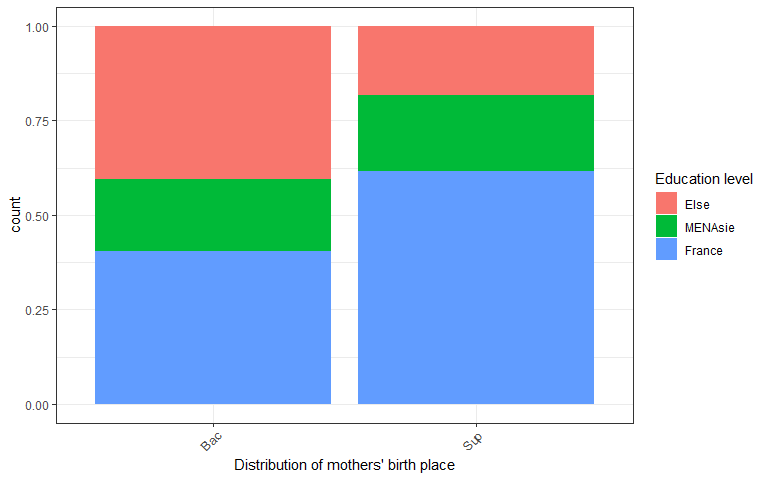 1.00
0.75
0.50
0.25
0.00
count
Bac
Sup
Distribution of mothers' birth place
Education level
Else
MENAsie
France